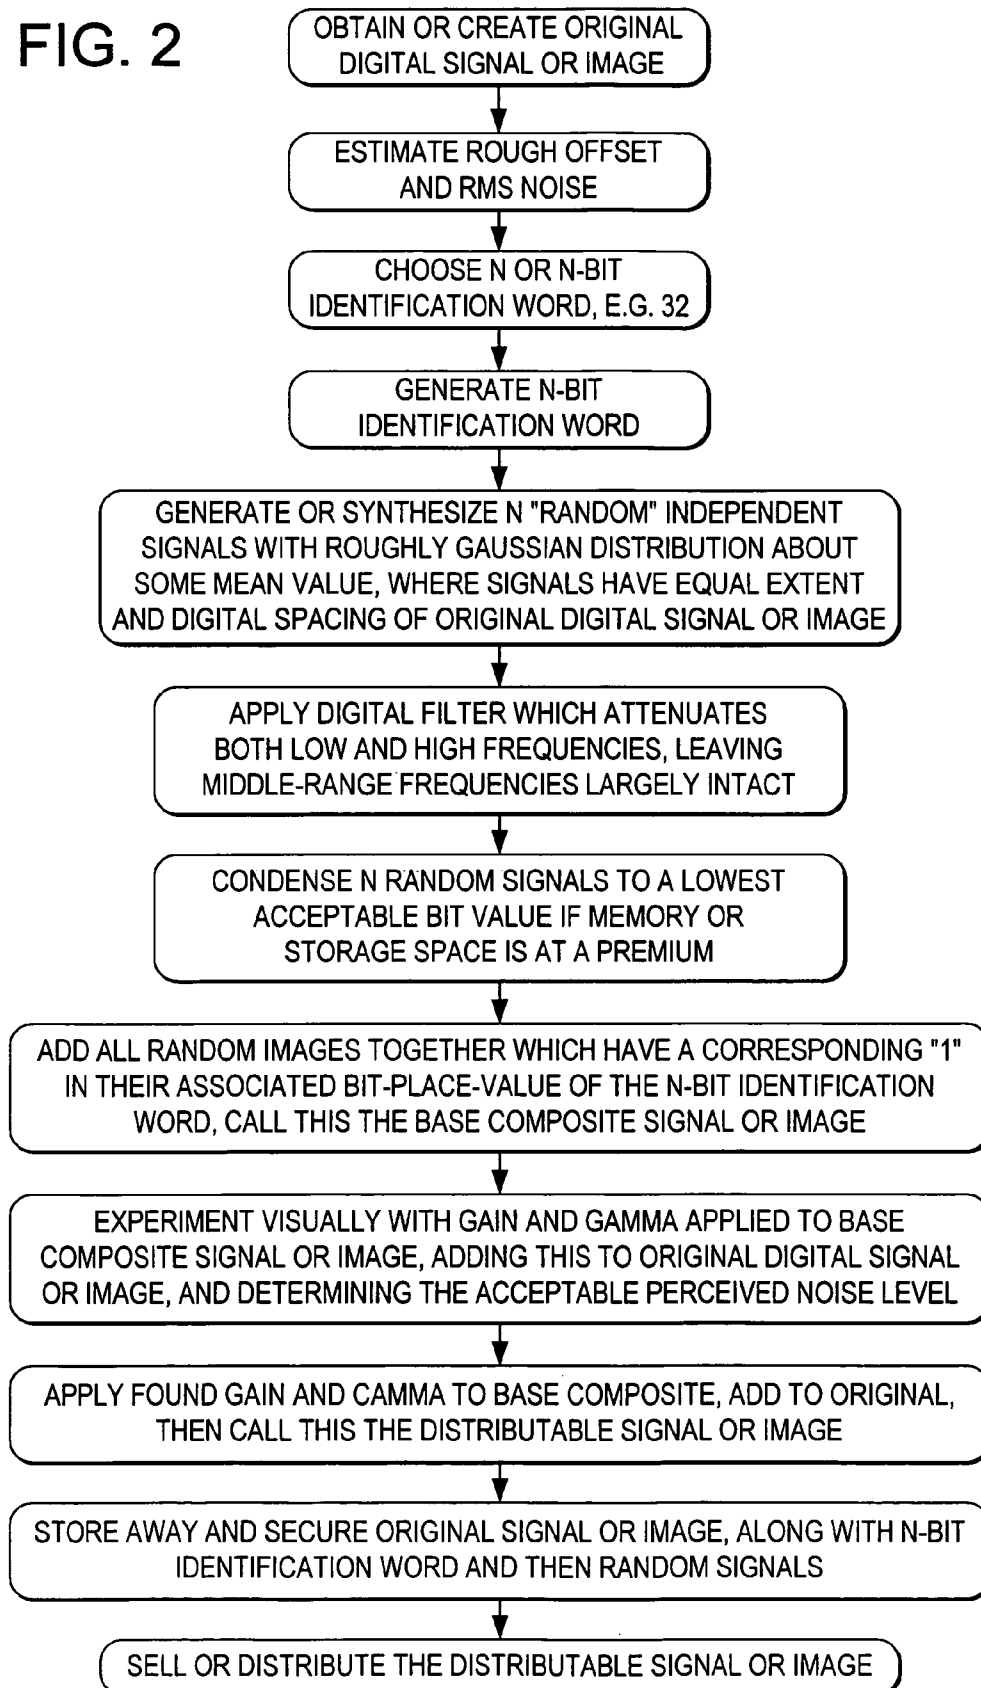 FIG. 2
OBTAIN OR CREATE ORIGINAL
DIGITAL SIGNAL OR IMAGE
ESTIMATE ROUGH OFFSET
AND RMS NOISE
CHOOSE N OR N-BIT
IDENTIFICATION WORD, E.G. 32
GENERATE N-BIT
IDENTIFICATION WORD
GENERATE OR SYNTHESIZE N "RANDOM" INDEPENDENT
SIGNALS WITH ROUGHLY GAUSSIAN DISTRIBUTION ABOUT
SOME MEAN VALUE, WHERE SIGNALS HAVE EQUAL EXTENT
AND DIGITAL SPACING OF ORIGINAL DIGITAL SIGNAL OR IMAGE
APPLY DIGITAL FILTER WHICH ATTENUATES
BOTH LOW AND HIGH FREQUENCIES, LEAVING
MIDDLE-RANGE FREQUENCIES LARGELY INTACT
CONDENSE N RANDOM SIGNALS TO A LOWEST
ACCEPTABLE BIT VALUE IF MEMORY OR
STORAGE SPACE IS AT A PREMIUM
ADD ALL RANDOM IMAGES TOGETHER WHICH HAVE A CORRESPONDING "1"
IN THEIR ASSOCIATED BIT-PLACE-VALUE OF THE N-BIT IDENTIFICATION
WORD, CALL THIS THE BASE COMPOSITE SIGNAL OR IMAGE
EXPERIMENT VISUALLY WITH GAIN AND GAMMA APPLIED TO BASE
COMPOSITE SIGNAL OR IMAGE, ADDING THIS TO ORIGINAL DIGITAL SIGNAL
OR IMAGE, AND DETERMINING THE ACCEPTABLE PERCEIVED NOISE LEVEL
APPLY FOUND GAIN AND CAMMA TO BASE COMPOSITE, ADD TO ORIGINAL,
THEN CALL THIS THE DISTRIBUTABLE SIGNAL OR IMAGE
STORE AWAY AND SECURE ORIGINAL SIGNAL OR IMAGE, ALONG WITH N-BIT
IDENTIFICATION WORD AND THEN RANDOM SIGNALS
SELL OR DISTRIBUTE THE DISTRIBUTABLE SIGNAL OR IMAGE